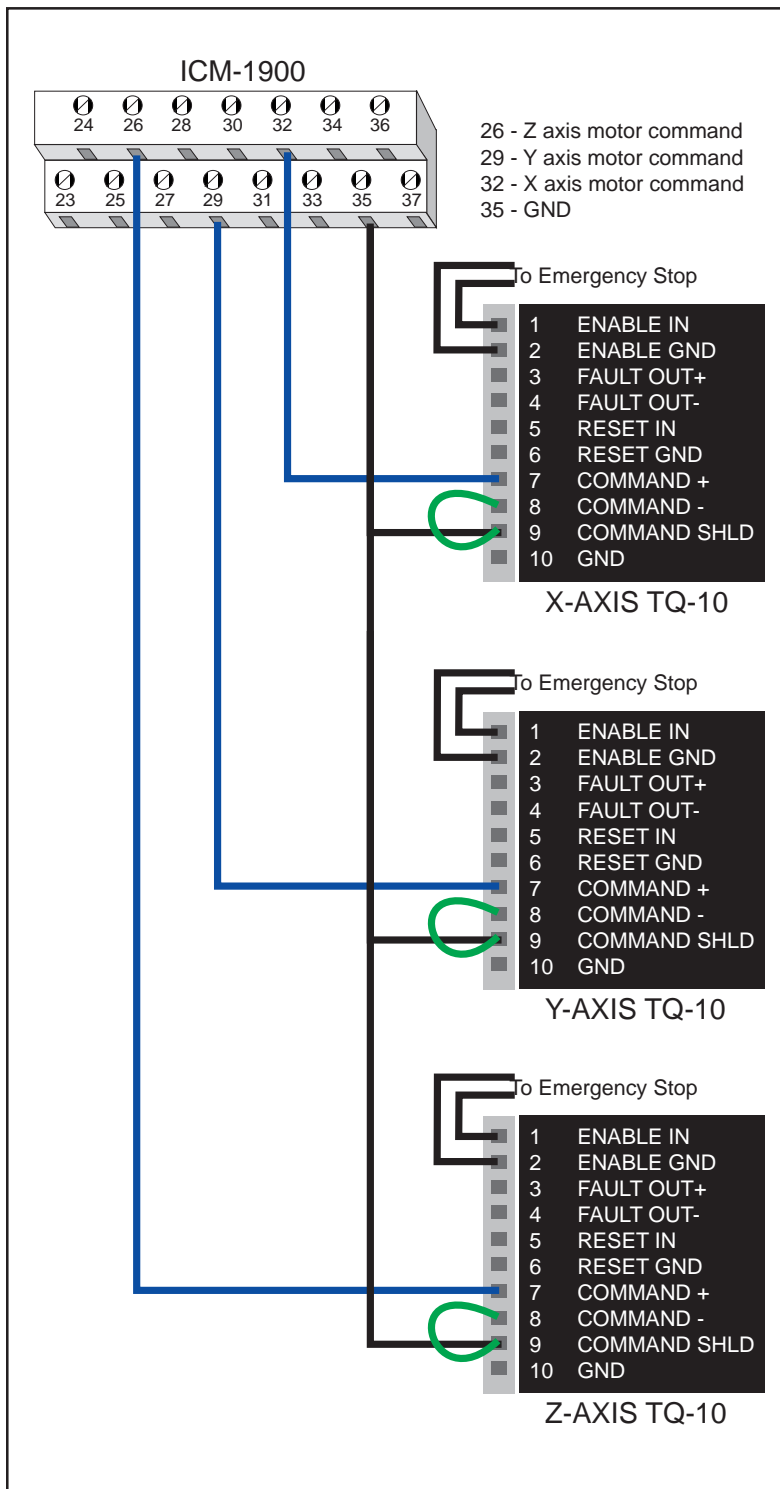 ICM-1900
24 26 28 30 32 34 36
23 25 27 29 31 33 35 37
26 - Z axis motor command
29 - Y axis motor command
32 - X axis motor command
35 - GND
To Emergency Stop
1 ENABLE IN
2 ENABLE GND
3 FAULT OUT+
4 FAULT OUT-
5 RESET IN
6 RESET GND
7 COMMAND +
8 COMMAND -
9 COMMAND SHLD
10 GND
X-AXIS TQ-10
To Emergency Stop
1 ENABLE IN
2 ENABLE GND
3 FAULT OUT+
4 FAULT OUT-
5 RESET IN
6 RESET GND
7 COMMAND +
8 COMMAND -
9 COMMAND SHLD
10 GND
Y-AXIS TQ-10
To Emergency Stop
1 ENABLE IN
2 ENABLE GND
3 FAULT OUT+
4 FAULT OUT-
5 RESET IN
6 RESET GND
7 COMMAND +
8 COMMAND -
9 COMMAND SHLD
10 GND
Z-AXIS TQ-10